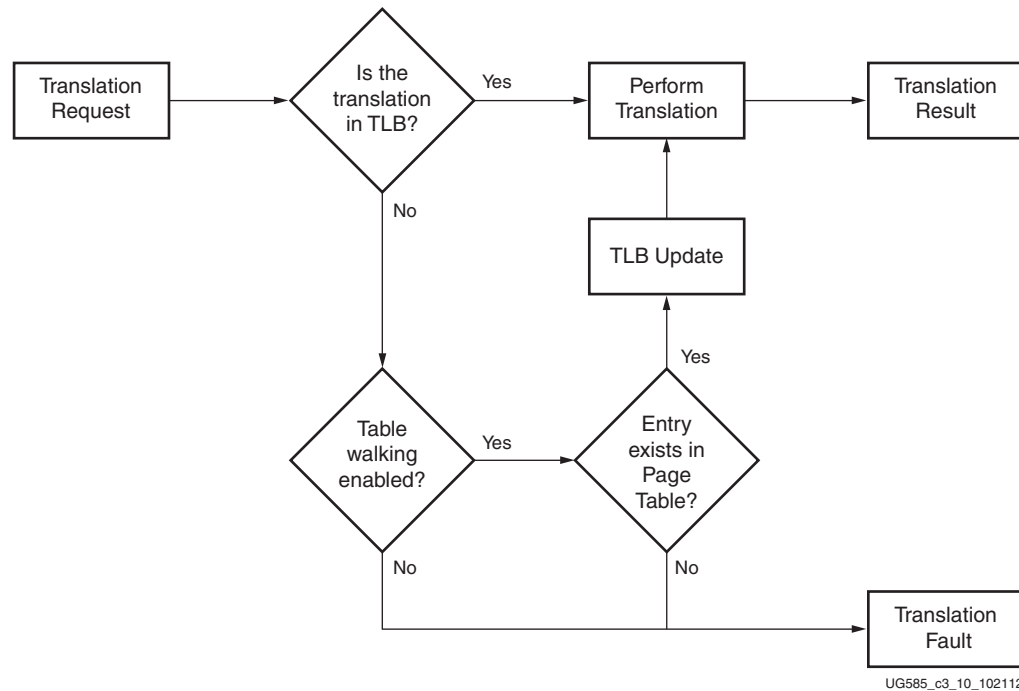 Translation
Request
Is the
translation
in TLB?
Yes
Perform
Translation
Translation
Result
No
TLB Update
Yes
Table
walking
enabled?
Yes
Entry
exists in
Page
Table?
No
No
Translation
Fault
UG585_c3_10_102112